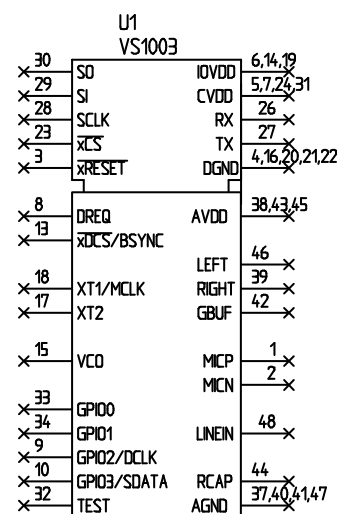 U1
VS1003
30 SO IOVDD 6,14,19
29 SI CVDD 5,7,24,31
28 SCLK RX 26
23 xCS TX 27
3 xRESET DGND 4,16,20,21,22
8 DREQ AVDD 38,43,45
13 xDCS/BSYNC
LEFT 46
18 XT1/MCLK RIGHT 39
17 XT2 GBUF 42
15 VCO MICP 1
MICN 2
33 GPIO0
34 GPIO1 LINEIN 48
9 GPIO2/DCLK
10 GPIO3/SDATA RCAP 44
32 TEST AGND 37,40,41,47